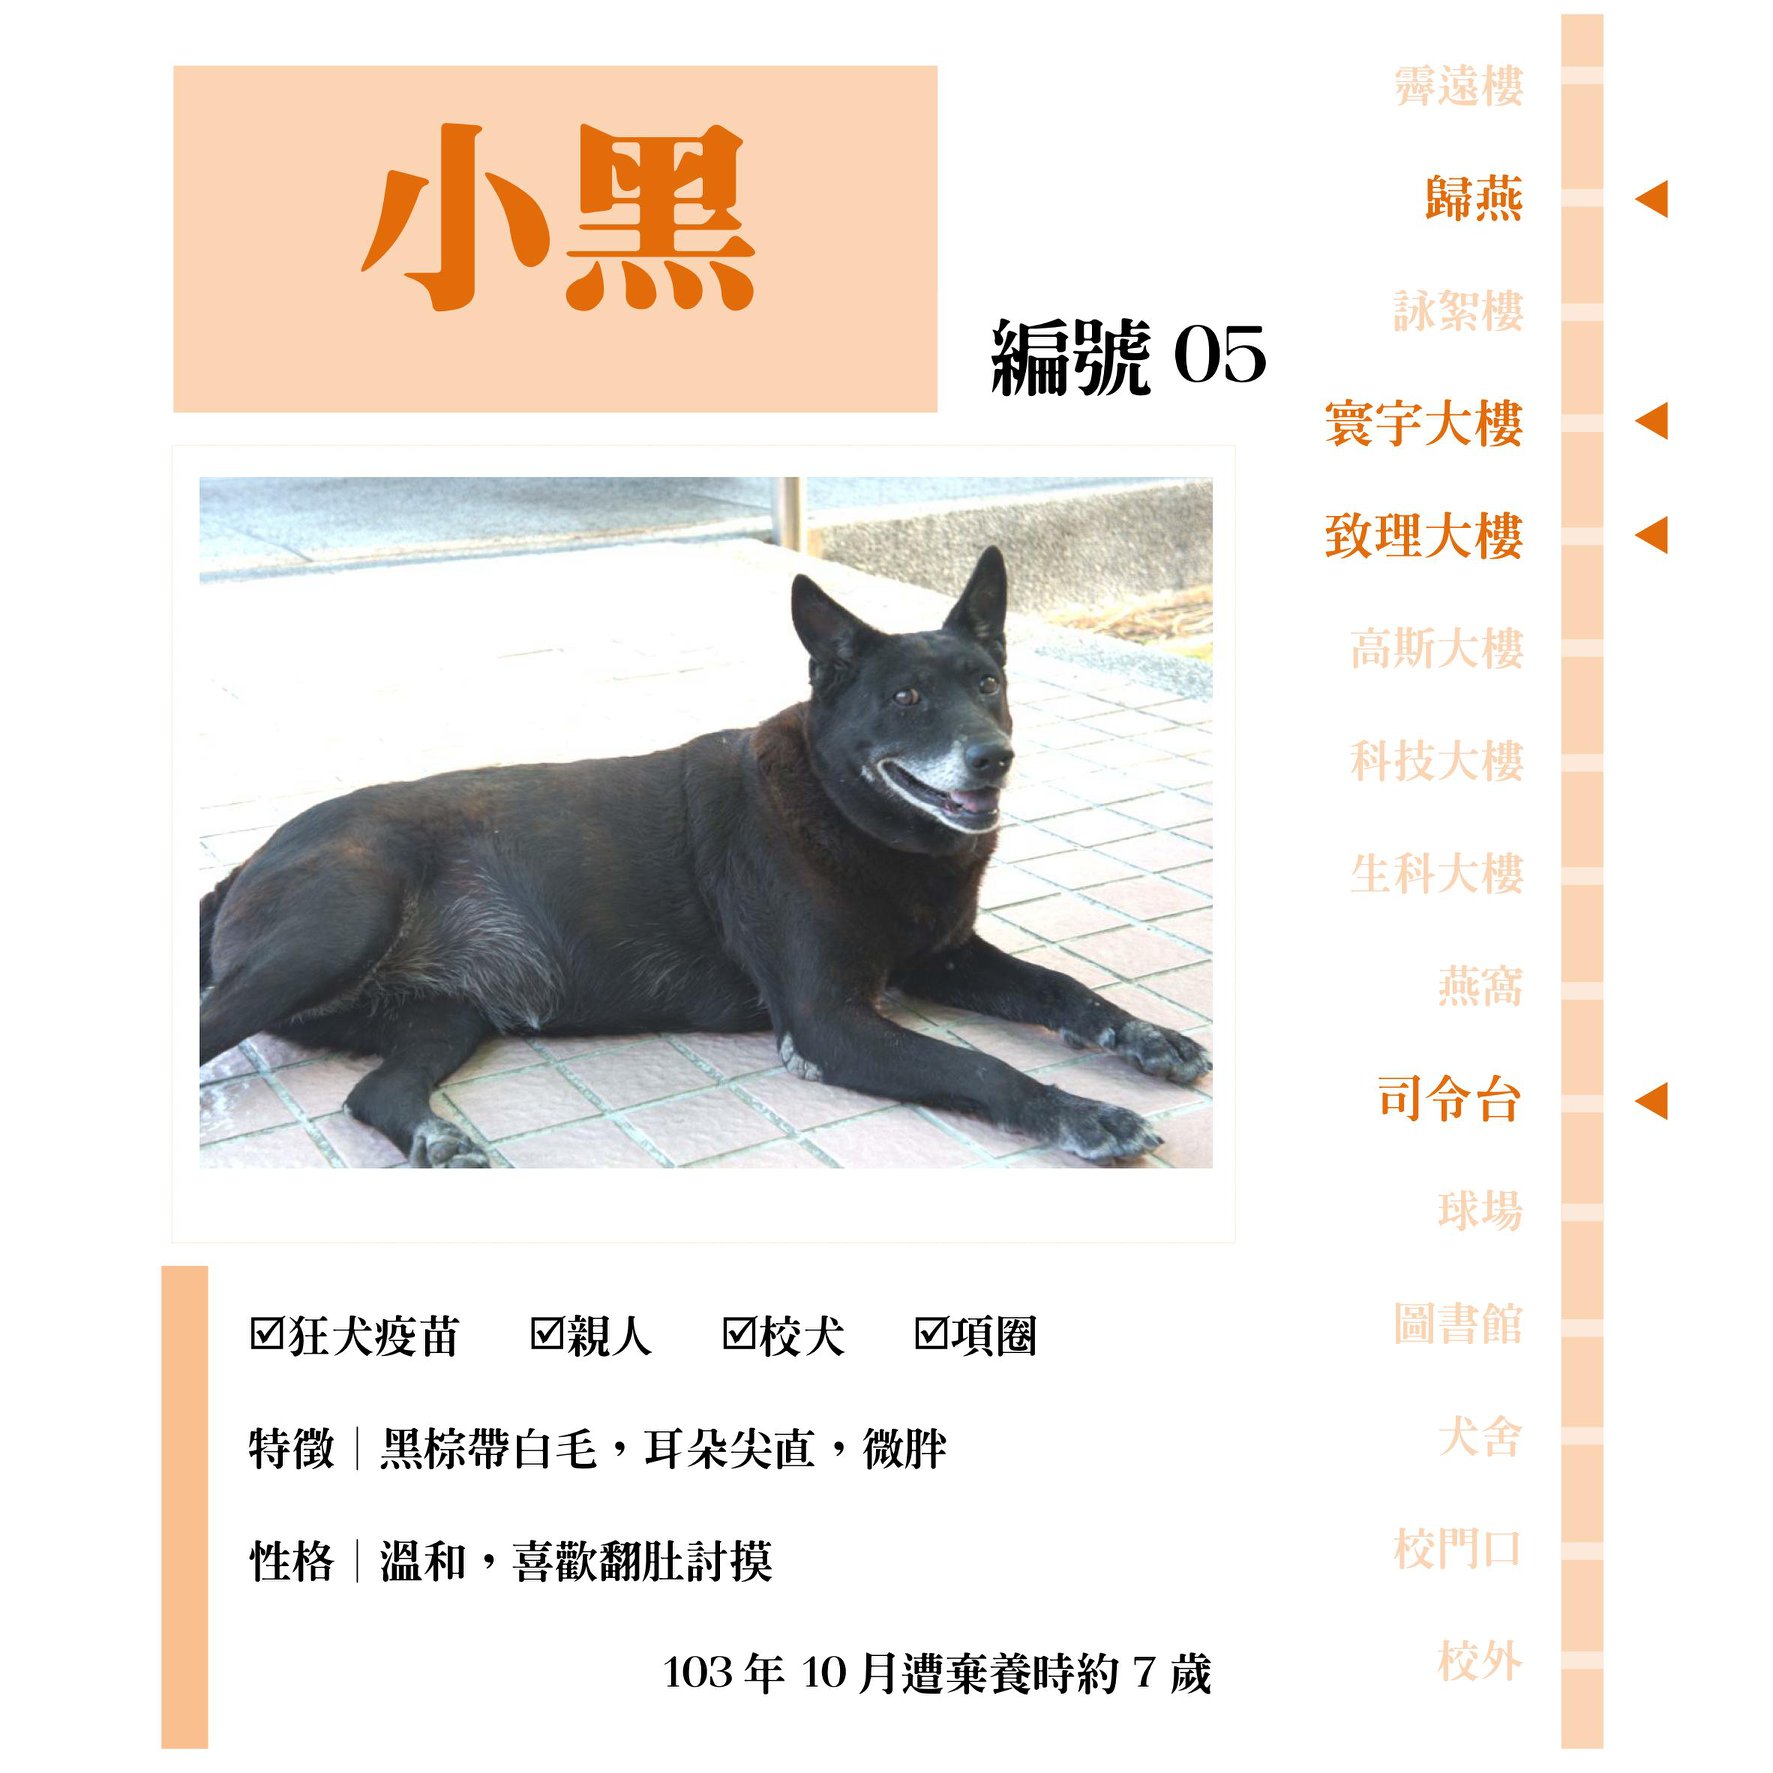 小黑
編號 05
霽遠樓
歸燕
詠絮樓
寰宇大樓
致理大樓
高斯大樓
科技大樓
生科大樓
燕窩
司令台
球場
圖書館
犬舍
校門口
校外
☑狂犬疫苗 ☑親人 ☑校犬 ☑項圈
特徵｜黑棕帶白毛，耳朵尖直，微胖
性格｜溫和，喜歡翻肚討摸
103 年 10 月遭棄養時約 7 歲